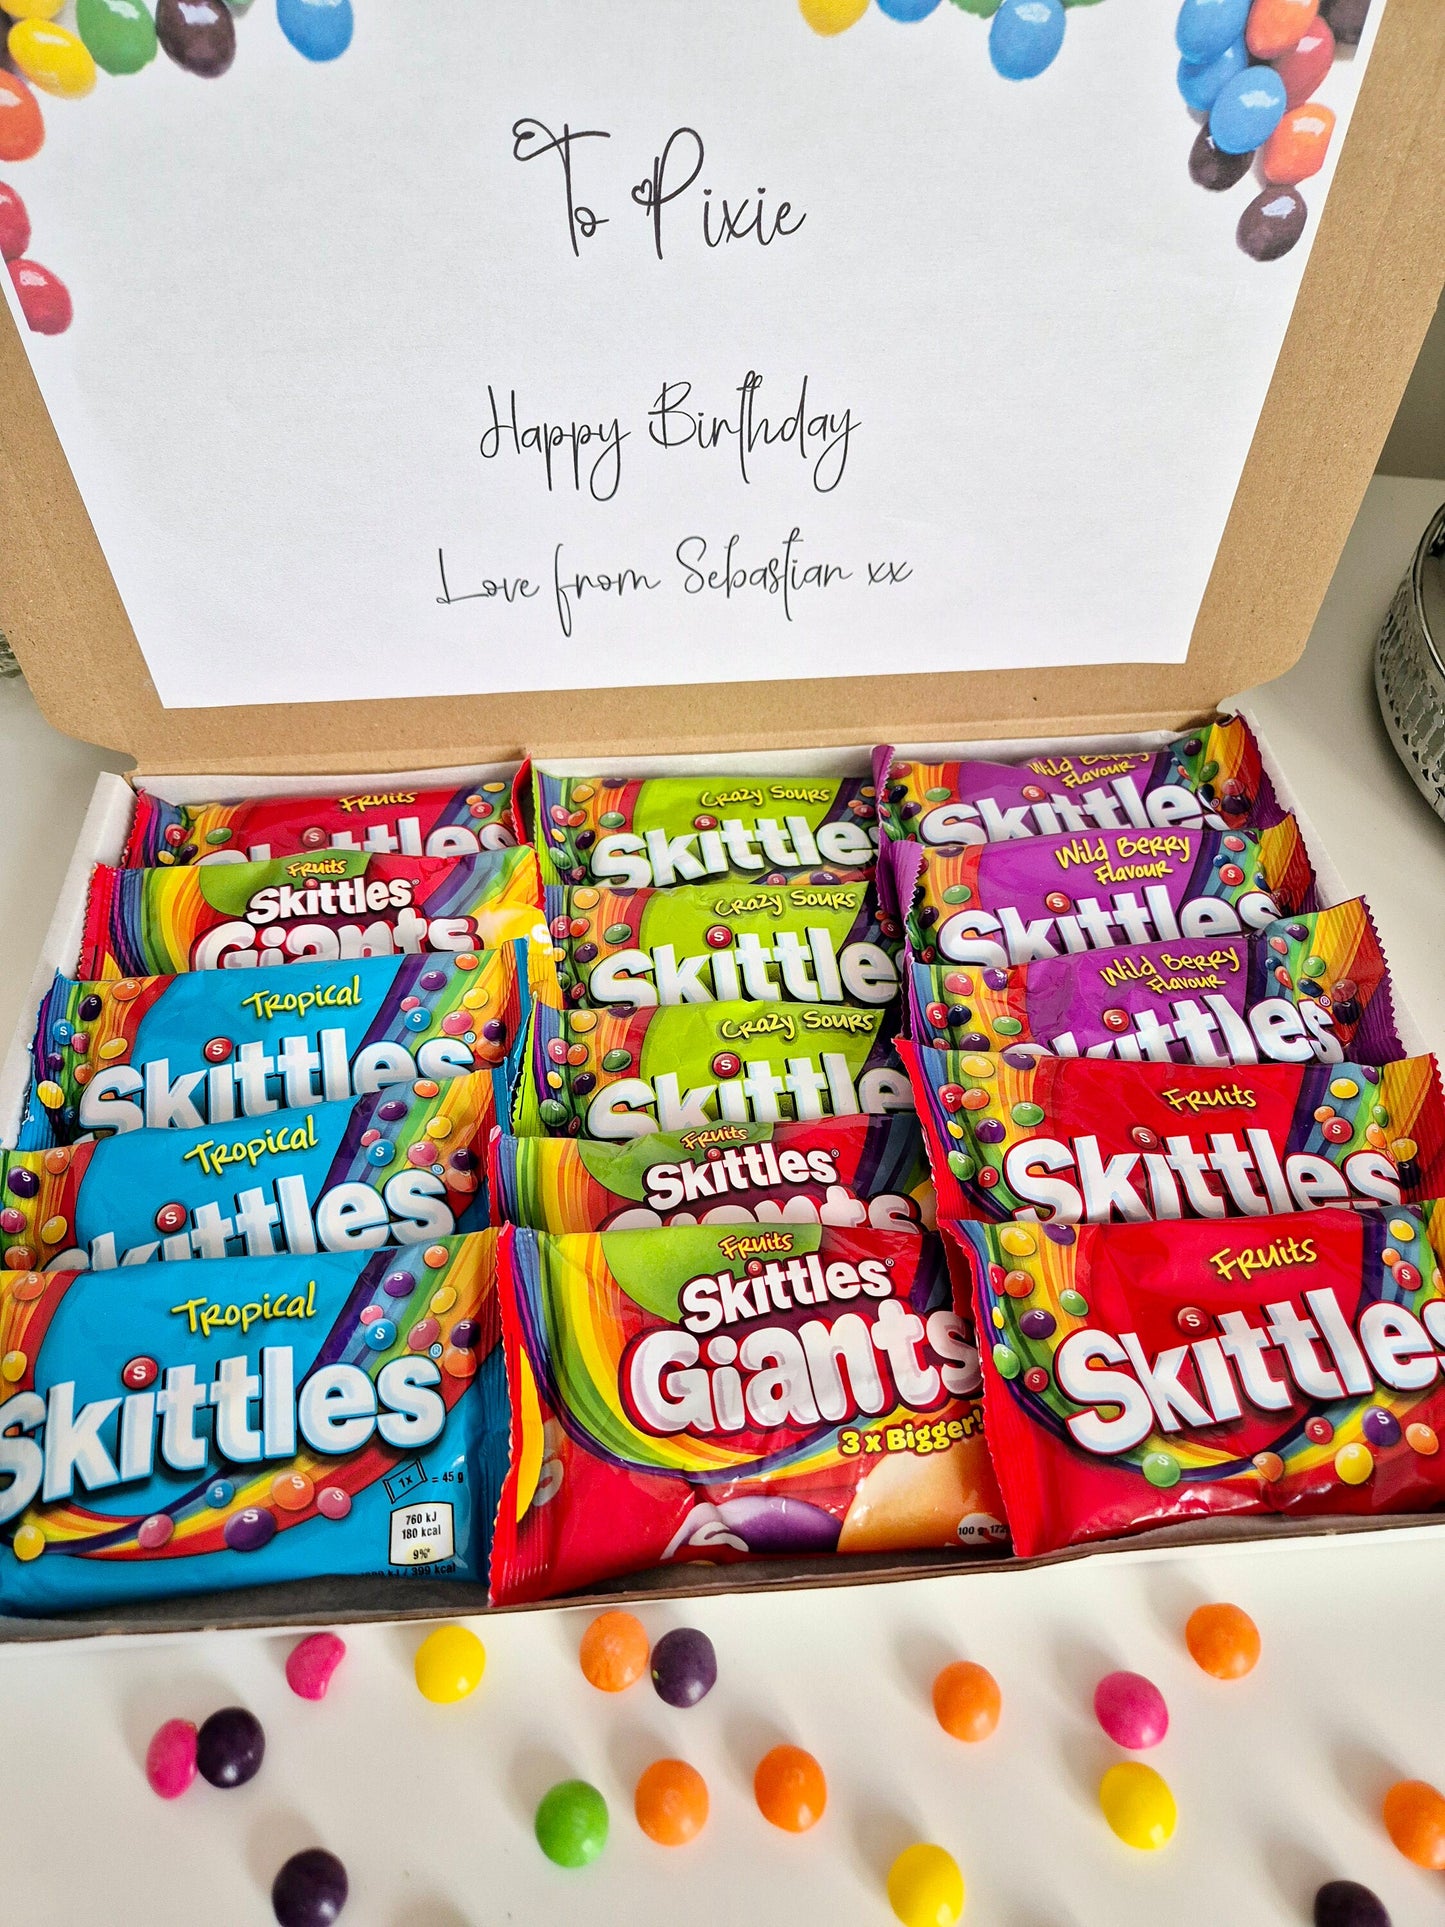 To Pixie
Happy Birthday
Love from Sebastian xx
Fruits
Skittles
Fruits
Skittles
Giants
Tropical
Skittles
Tropical
Skittles
Tropical
Skittles
1x = 45 g
760 kJ
180 kcal
9%*
Crazy Sours
Skittles
Crazy Sours
Skittles
Crazy Sours
Skittles
Fruits
Skittles
Giants
Fruits
Skittles
Giants
3 x Bigger!
100 g
Wild Berry
Flavour
Skittles
Wild Berry
Flavour
Skittles
Wild Berry
Flavour
Skittles
Fruits
Skittles
Fruits
Skittles